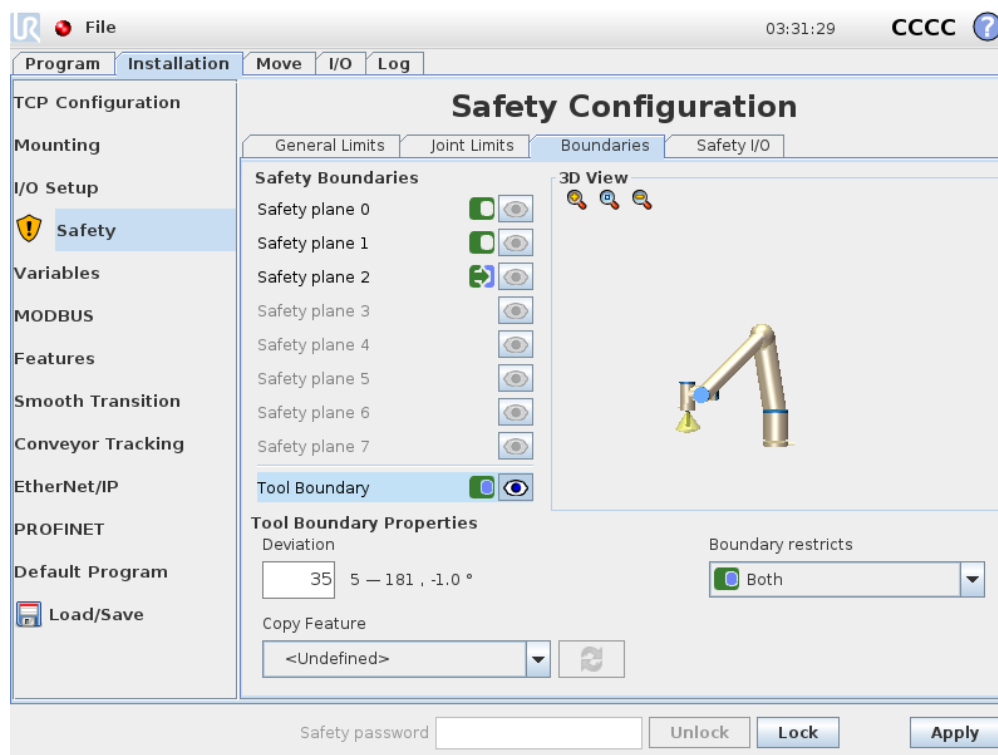 UR File 03:31:29 CCCC ?
Program Installation Move I/O Log
TCP Configuration
Mounting
I/O Setup
Safety
Variables
MODBUS
Features
Smooth Transition
Conveyor Tracking
EtherNet/IP
PROFINET
Default Program
Load/Save
Safety Configuration
General Limits Joint Limits Boundaries Safety I/O
Safety Boundaries
Safety plane 0
Safety plane 1
Safety plane 2
Safety plane 3
Safety plane 4
Safety plane 5
Safety plane 6
Safety plane 7
Tool Boundary
3D View
Tool Boundary Properties
Deviation
35 5 — 181 , -1.0 °
Boundary restricts
Both
Copy Feature
<Undefined>
Safety password Unlock Lock Apply